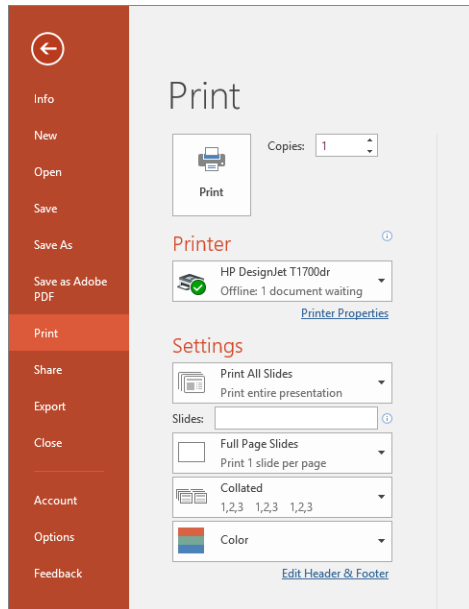 Info
New
Open
Save
Save As
Save as Adobe
PDF
Print
Share
Export
Close
Account
Options
Feedback
Print
Copies: 1
Print
Printer
HP DesignJet T1700dr
Offline: 1 document waiting
Printer Properties
Settings
Print All Slides
Print entire presentation
Slides:
Full Page Slides
Print 1 slide per page
Collated
1,2,3 1,2,3 1,2,3
Color
Edit Header & Footer